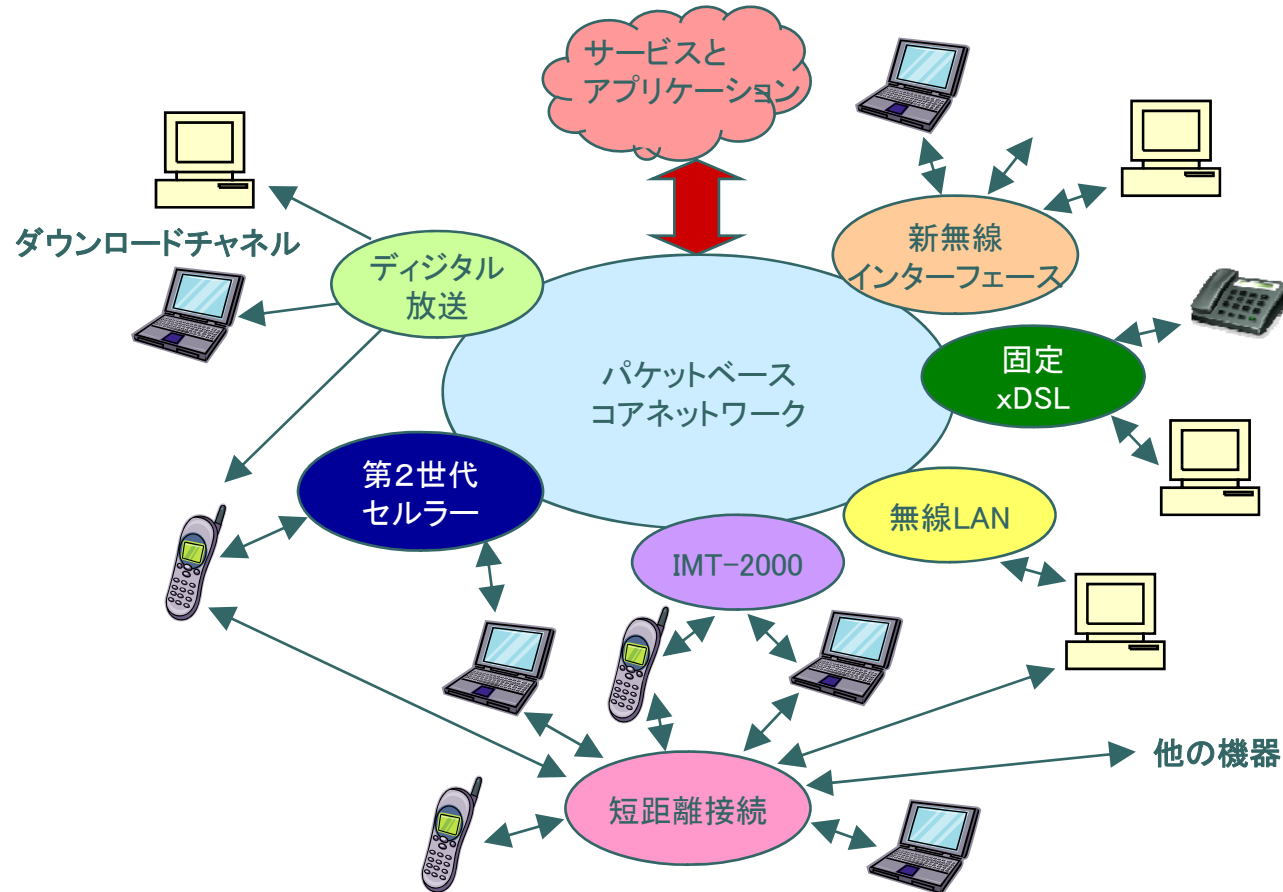 サービスと
アプリケーション
ダウンロードチャネル
ディジタル
放送
新無線
インターフェース
パケットベース
コアネットワーク
固定
xDSL
第2世代
セルラー
無線LAN
IMT-2000
他の機器
短距離接続